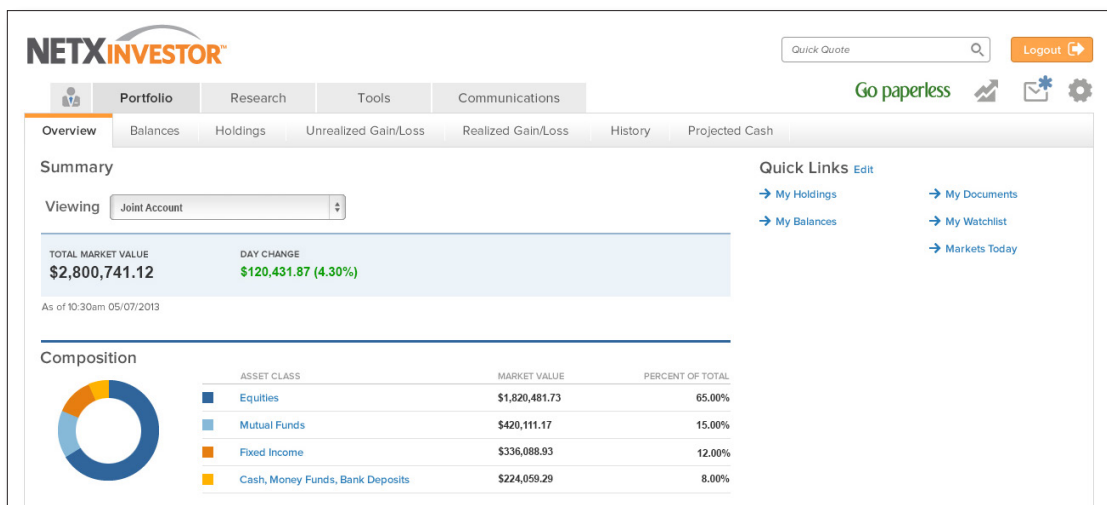 NETXINVESTOR™
Quick Quote
Logout
Go paperless
Portfolio Research Tools Communications
Overview Balances Holdings Unrealized Gain/Loss Realized Gain/Loss History Projected Cash
Summary
Viewing Joint Account
TOTAL MARKET VALUE DAY CHANGE
$2,800,741.12 $120,431.87 (4.30%)
As of 10:30am 05/07/2013
Quick Links Edit
My Holdings My Documents
My Balances My Watchlist
Markets Today
Composition
ASSET CLASS MARKET VALUE PERCENT OF TOTAL
Equities $1,820,481.73 65.00%
Mutual Funds $420,111.17 15.00%
Fixed Income $336,088.93 12.00%
Cash, Money Funds, Bank Deposits $224,059.29 8.00%